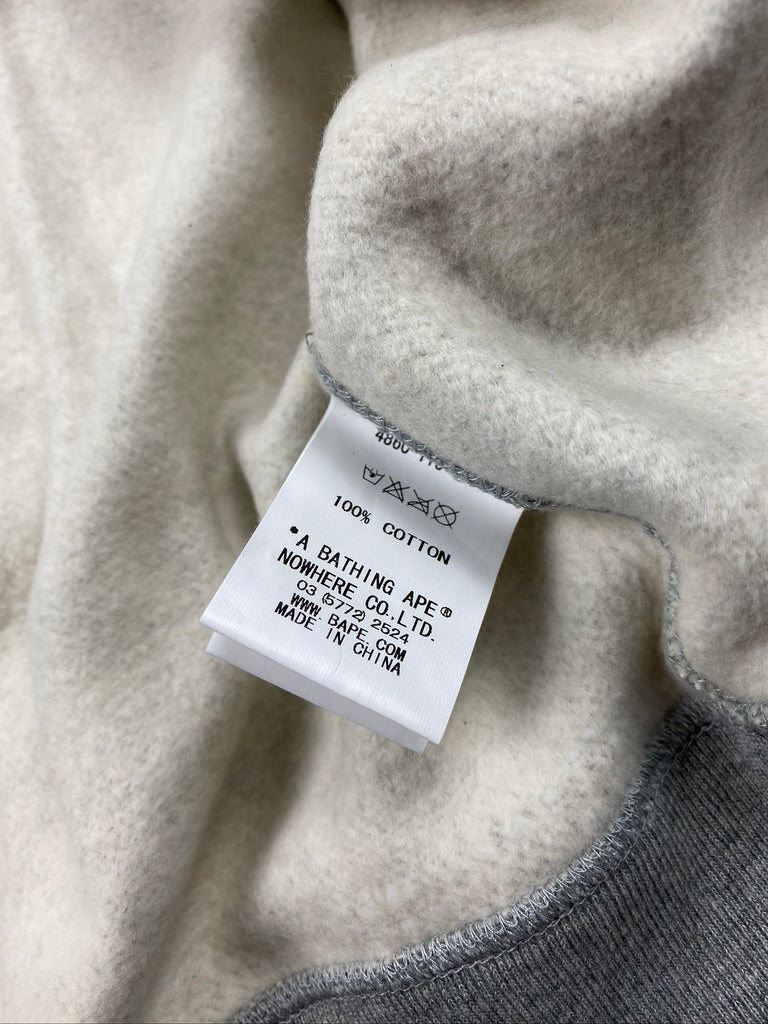 100% COTTON
•A BATHING APE®
NOWHERE CO.,LTD.
03 (5772) 2524
WWW. BAPE. COM
MADE IN CHINA